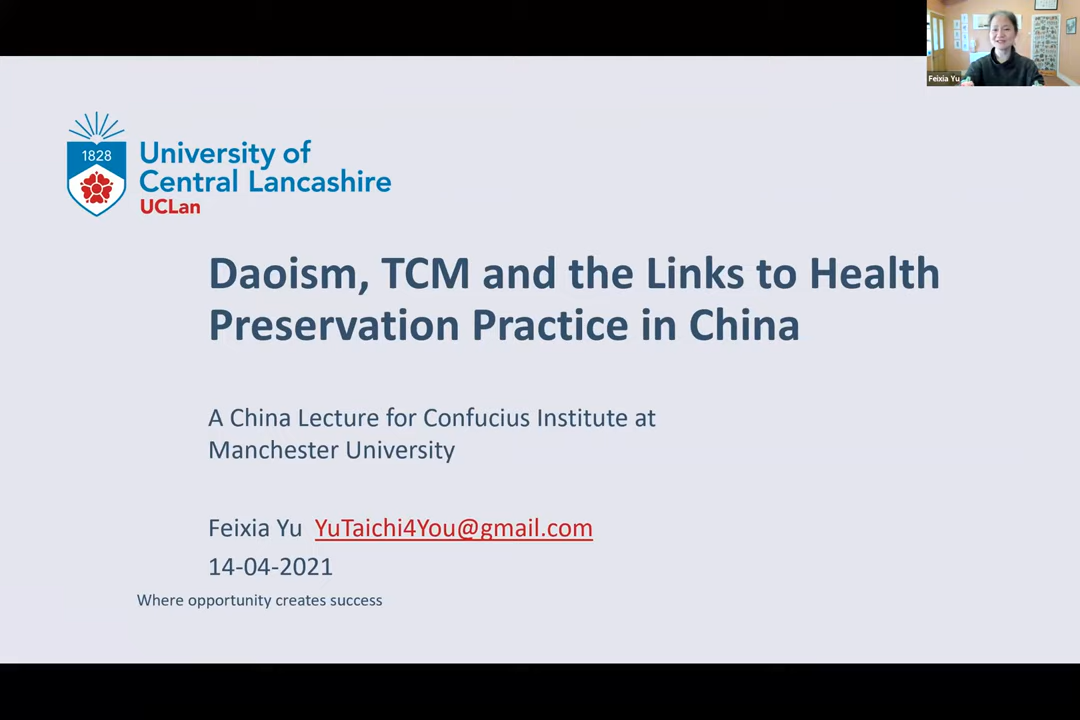 Feixia Yu
1828
University of
Central Lancashire
UCLan
Daoism, TCM and the Links to Health
Preservation Practice in China
A China Lecture for Confucius Institute at
Manchester University
Feixia Yu YuTaichi4You@gmail.com
14-04-2021
Where opportunity creates success